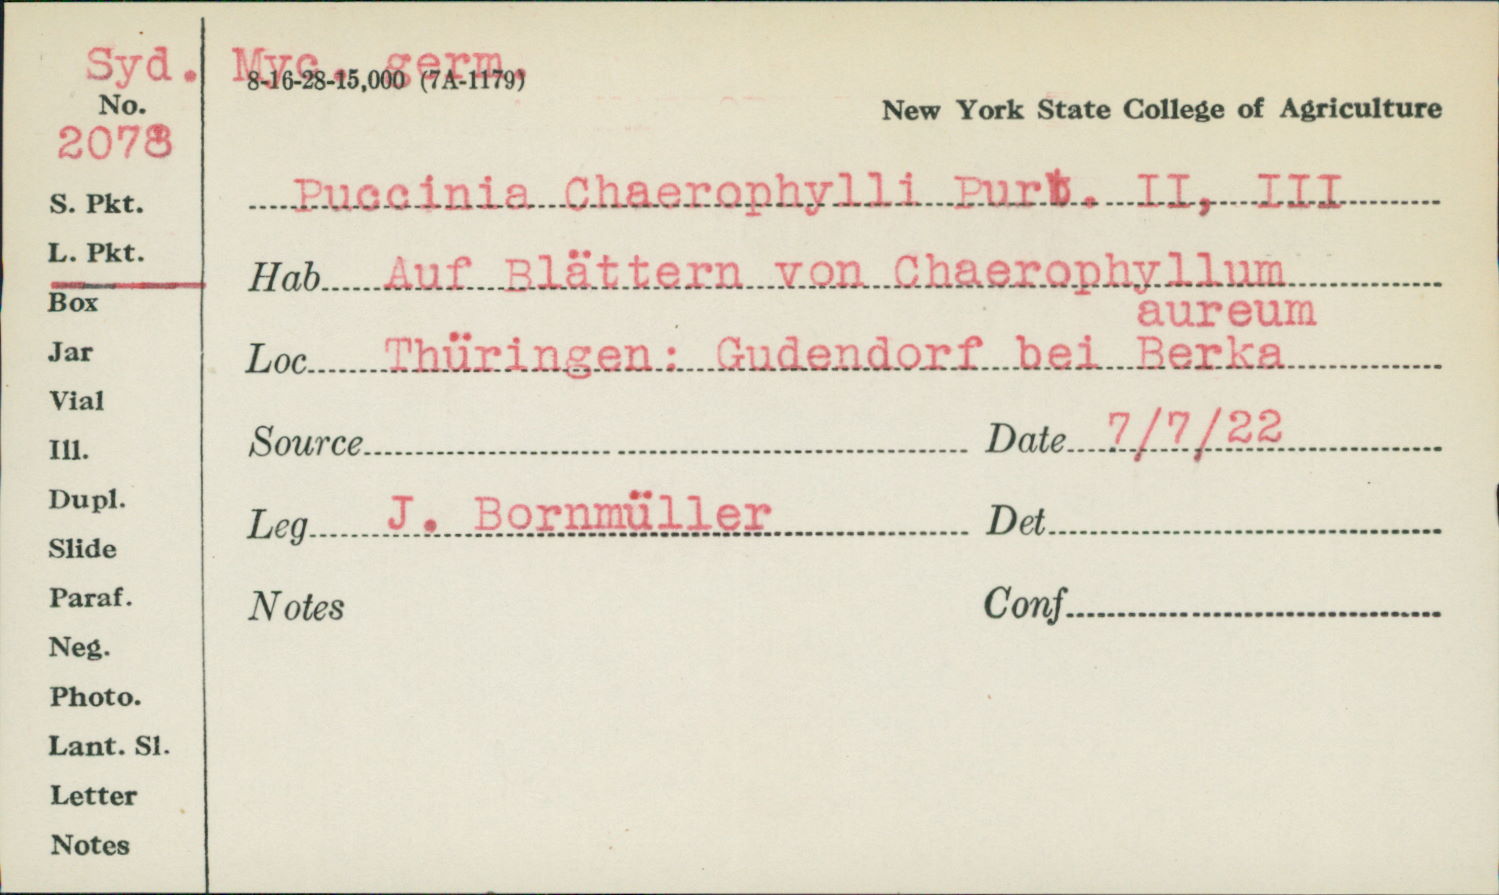 Syd. Myc. germ.
8-16-28-15,000 (7A-1179)
No.
New York State College of Agriculture
2078
S. Pkt.
Puccinia Chaerophylli Purt. II, III
L. Pkt.
Hab. Auf Blättern von Chaerophyllum
aureum
Box
Jar
Loc. Thüringen: Gudendorf bei Berka
Vial
Ill.
Source
Date 7/7/22
Dupl.
Leg. J. Bornmüller
Det.
Slide
Paraf.
Notes
Conf.
Neg.
Photo.
Lant. Sl.
Letter
Notes